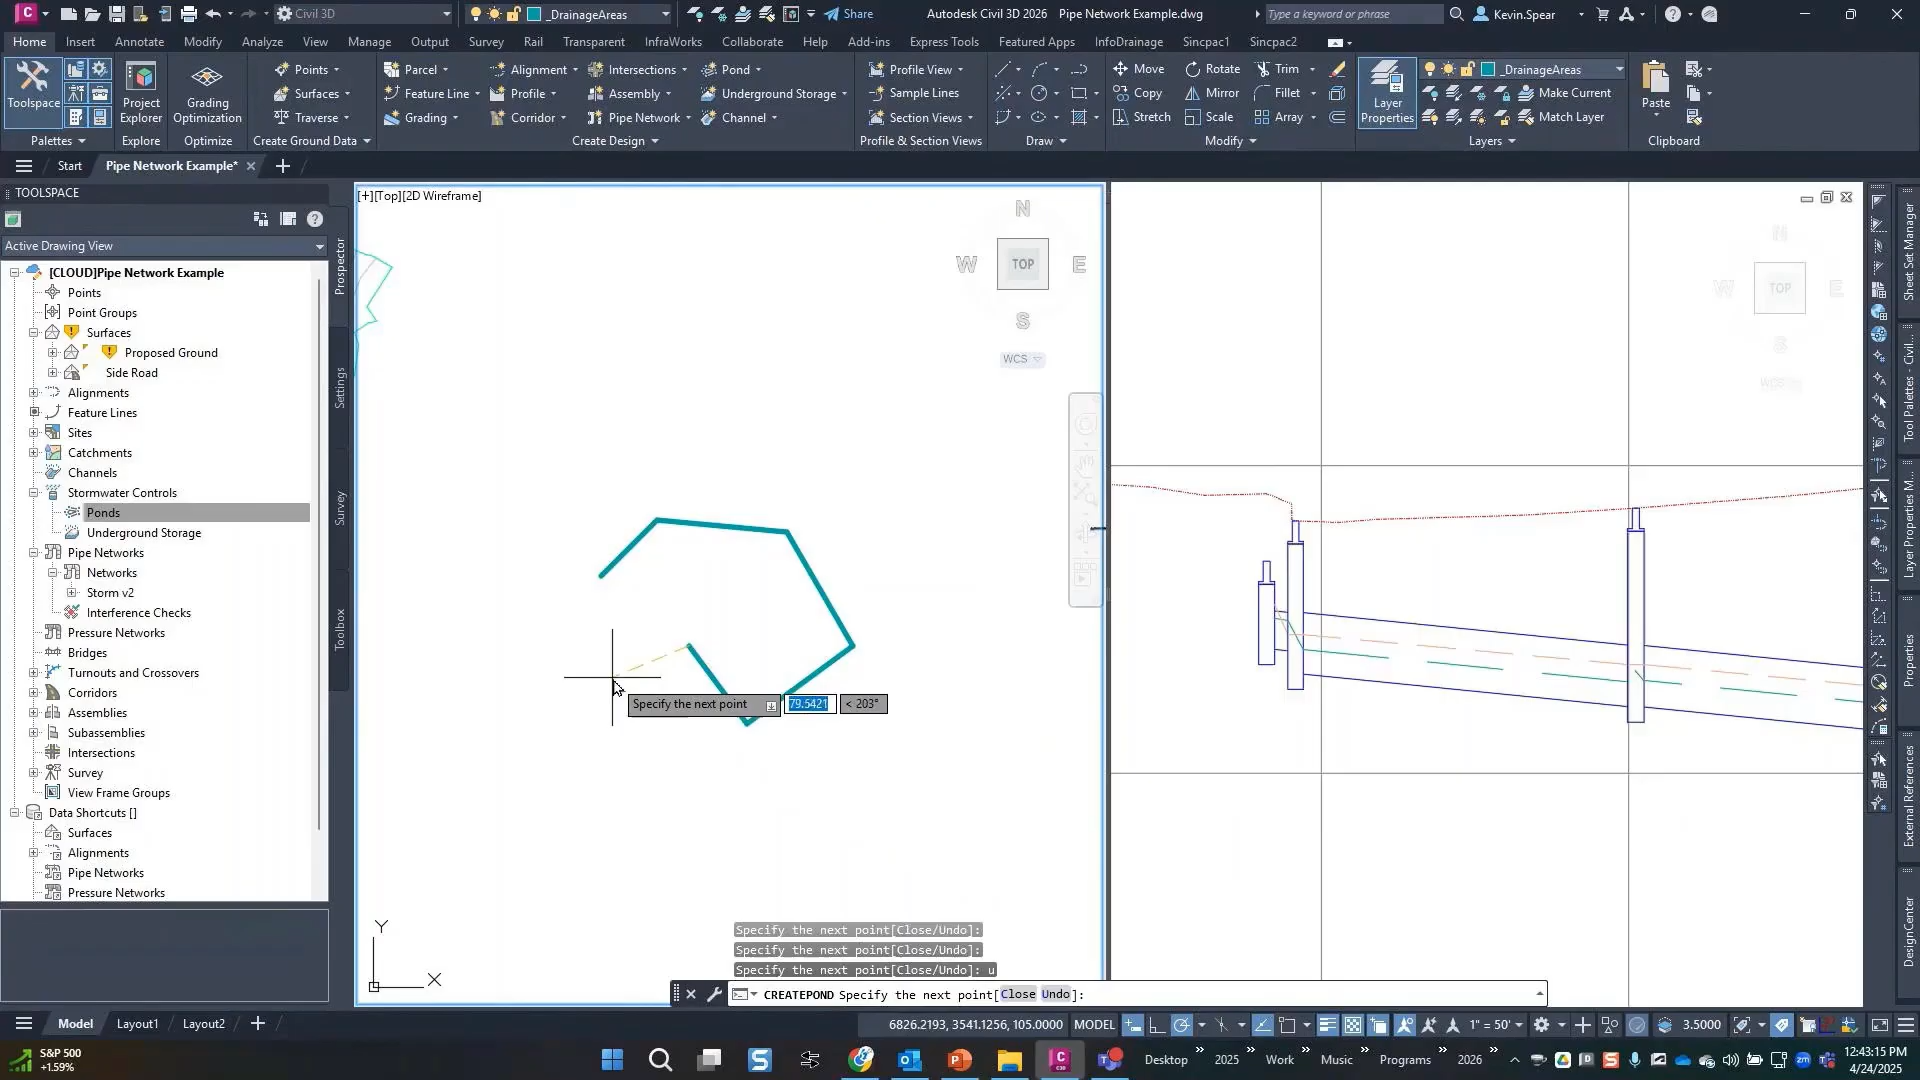 Civil 3D
_DrainageAreas
Share
Autodesk Civil 3D 2026 Pipe Network Example.dwg
Type a keyword or phrase
Kevin.Spear
Home Insert Annotate Modify Analyze View Manage Output Survey Rail Transparent InfraWorks Collaborate Help Add-ins Express Tools Featured Apps InfoDrainage Sincpac1 Sincpac2
Toolspace
Project Explorer
Grading Optimization
Points
Surfaces
Traverse
Parcel
Feature Line
Grading
Alignment
Profile
Corridor
Intersections
Assembly
Pipe Network
Pond
Underground Storage
Channel
Profile View
Sample Lines
Section Views
Move
Copy
Stretch
Rotate
Mirror
Scale
Trim
Fillet
Array
Layer Properties
_DrainageAreas
Make Current
Match Layer
Paste
Palettes Explore Optimize Create Ground Data Create Design Profile & Section Views Draw Modify Layers Clipboard
Start Pipe Network Example*
TOOLSPACE
Active Drawing View
[CLOUD]Pipe Network Example
Points
Point Groups
Surfaces
Proposed Ground
Side Road
Alignments
Feature Lines
Sites
Catchments
Channels
Stormwater Controls
Ponds
Underground Storage
Pipe Networks
Networks
Storm v2
Interference Checks
Pressure Networks
Bridges
Turnouts and Crossovers
Corridors
Assemblies
Subassemblies
Intersections
Survey
View Frame Groups
Data Shortcuts []
Surfaces
Alignments
Pipe Networks
Pressure Networks
Prospector
Settings
Survey
Toolbox
[+][Top][2D Wireframe]
N
W TOP E
S
WCS
N
W TOP E
S
WCS
Specify the next point 79.5421 < 203°
Y
X
Specify the next point[Close/Undo]:
Specify the next point[Close/Undo]:
Specify the next point[Close/Undo]: u
CREATEPOND Specify the next point[Close Undo]:
Sheet Set Manager
Tool Palettes - Civil...
Layer Properties M...
Properties
External References
DesignCenter
Model Layout1 Layout2
6826.2193, 3541.1256, 105.0000 MODEL
1" = 50'
3.5000
S&P 500
+1.59%
Desktop 2025 Work Music Programs 2026
12:43:15 PM
4/24/2025